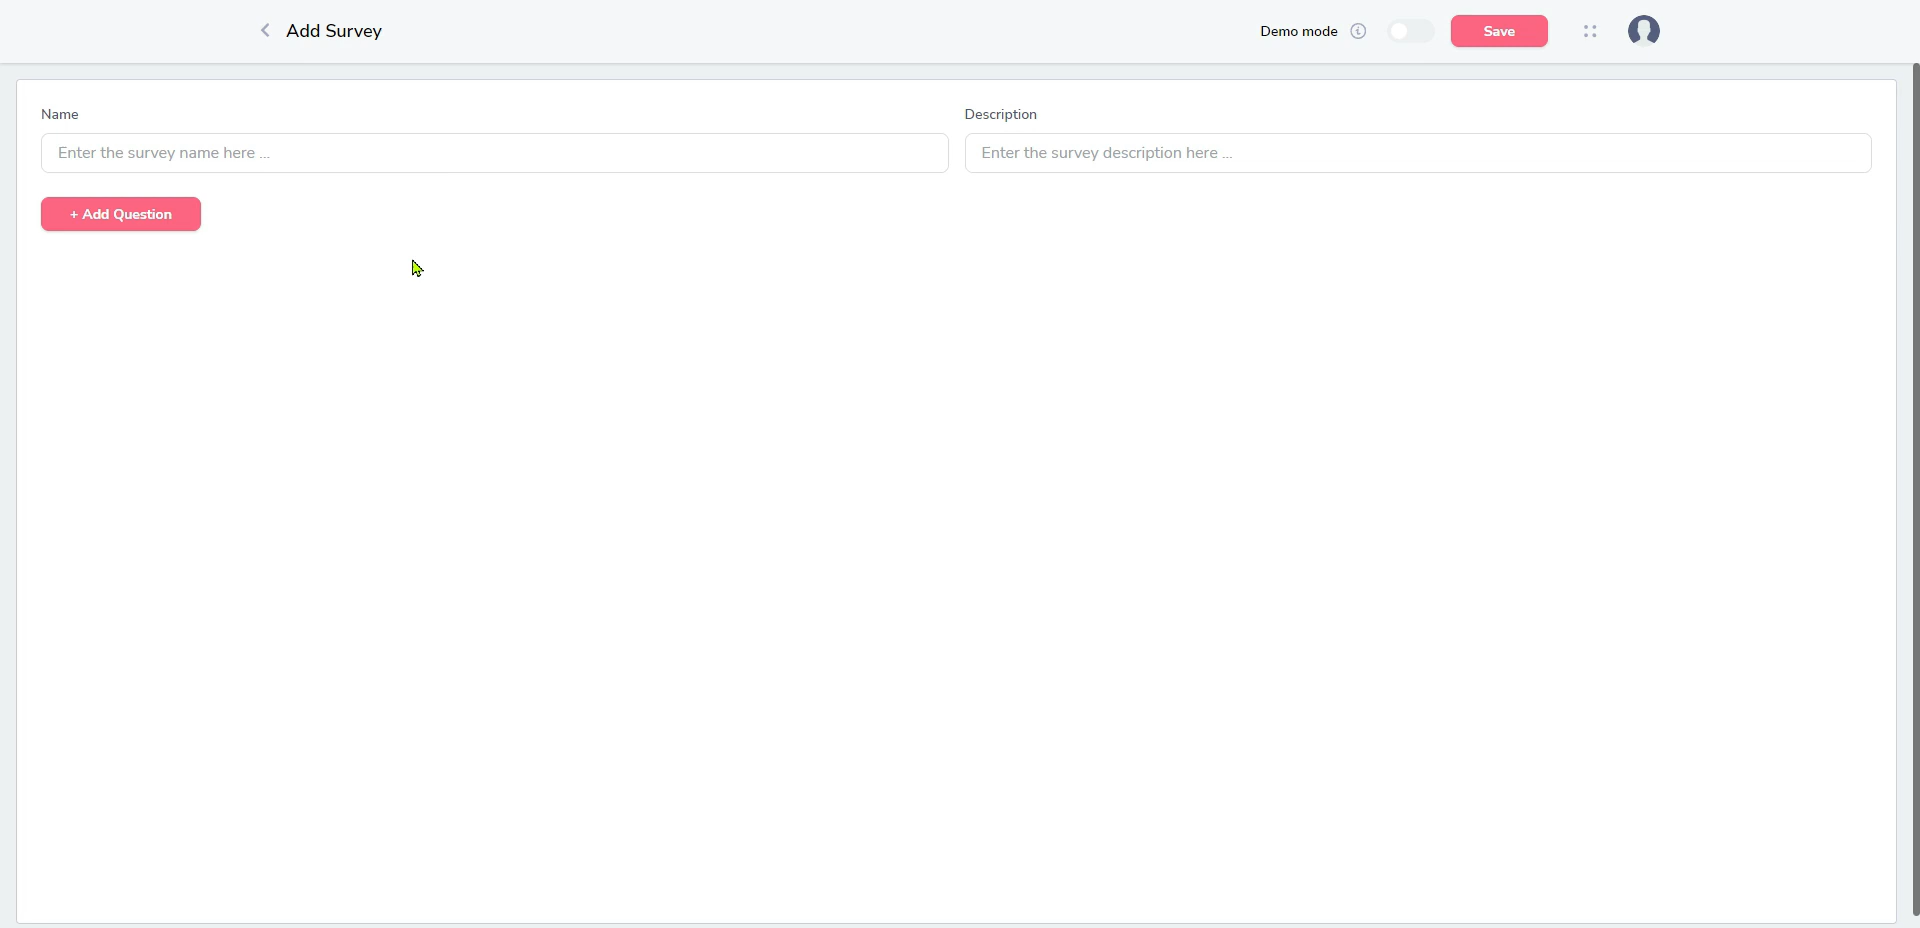 Add Survey
Demo mode
Save
Name
Description
Enter the survey name here ...
Enter the survey description here ...
+ Add Question